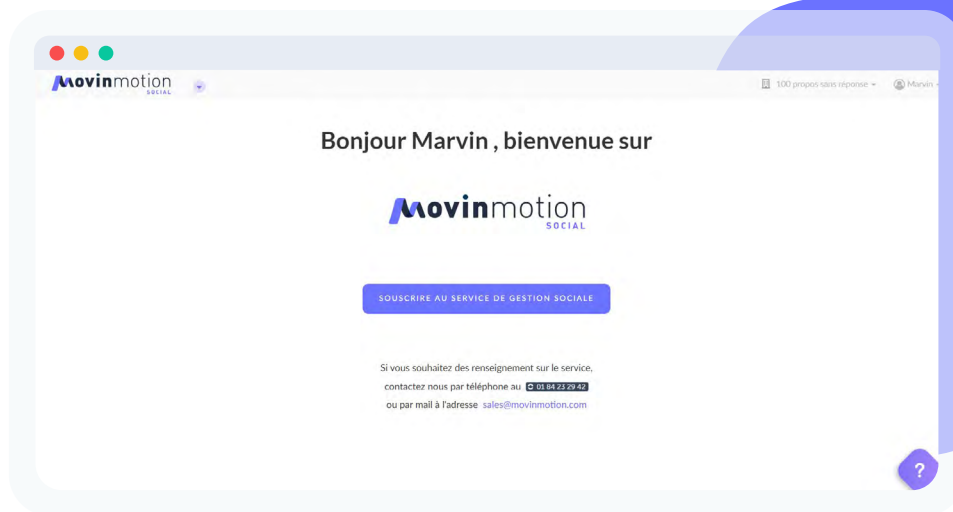 Movinmotion
SOCIAL
100 propos sans réponse
Marvin
Bonjour Marvin , bienvenue sur
Movinmotion
SOCIAL
SOUSCRIRE AU SERVICE DE GESTION SOCIALE
Si vous souhaitez des renseignement sur le service,
contactez nous par téléphone au 01 84 23 29 42
ou par mail à l'adresse sales@movinmotion.com
?